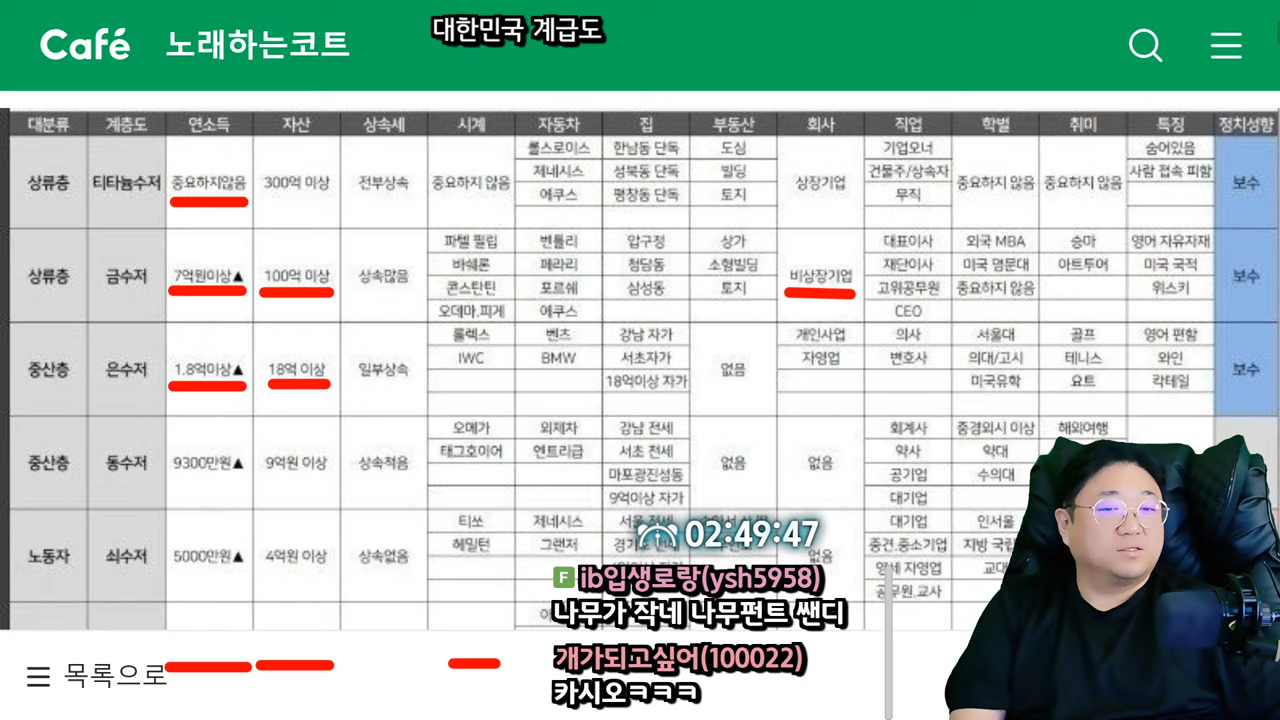 Café 노래하는코트
대한민국 계급도
대분류 계층도 연소득 자산 상속세 시계 자동차 집 부동산 회사 직업 학벌 취미 특징 정치성향
롤스로이스 한남동 단독 도심 기업오너 숨어있음
상류층 티타늄수저 중요하지않음 300억 이상 전부상속 중요하지 않음 제네시스 성북동 단독 빌딩 상장기업 건물주/상속자 중요하지 않음 중요하지 않음 사람 접속 피함 보수
에쿠스 평창동 단독 토지 무직
파텔 필립 벤틀리 압구정 상가 대표이사 외국 MBA 승마 영어 자유자재
바쉐론 페라리 청담동 소형빌딩 재단이사 미국 명문대 아트투어 미국 국적
상류층 금수저 7억원이상▲ 100억 이상 상속많음 콘스탄틴 포르쉐 삼성동 토지 비상장기업 고위공무원 중요하지 않음 위스키 보수
오데마.피게 에쿠스 CEO
롤렉스 벤츠 강남 자가 개인사업 의사 서울대 골프 영어 편함
IWC BMW 서초자가 자영업 변호사 의대/고시 테니스 와인
중산층 은수저 1.8억이상▲ 18억 이상 일부상속 18억이상 자가 없음 미국유학 요트 칵테일 보수
오메가 외제차 강남 전세 회계사 중경외시 이상 해외여행
태그호이어 엔트리급 서초 전세 약사 약대
중산층 동수저 9300만원▲ 9억원 이상 상속적음 마포광진성동 없음 없음 공기업 수의대
9억이상 자가 대기업
티쏘 제네시스 서울 전세 대기업 인서울
해밀턴 그랜저 중견.중소기업 지방 국립
노동자 쇠수저 5000만원▲ 4억원 이상 상속없음 없음 영세 자영업 교대
공무원.교사
02:49:47
F ib입생로랑(ysh5958)
나무가 작네 나무펀트 쌘디
개가되고싶어(100022)
카시오ㅋㅋㅋ
목록으로